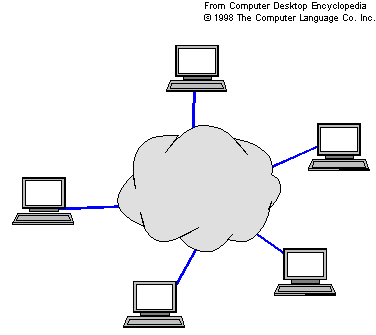 From Computer Desktop Encyclopedia
© 1998 The Computer Language Co. Inc.